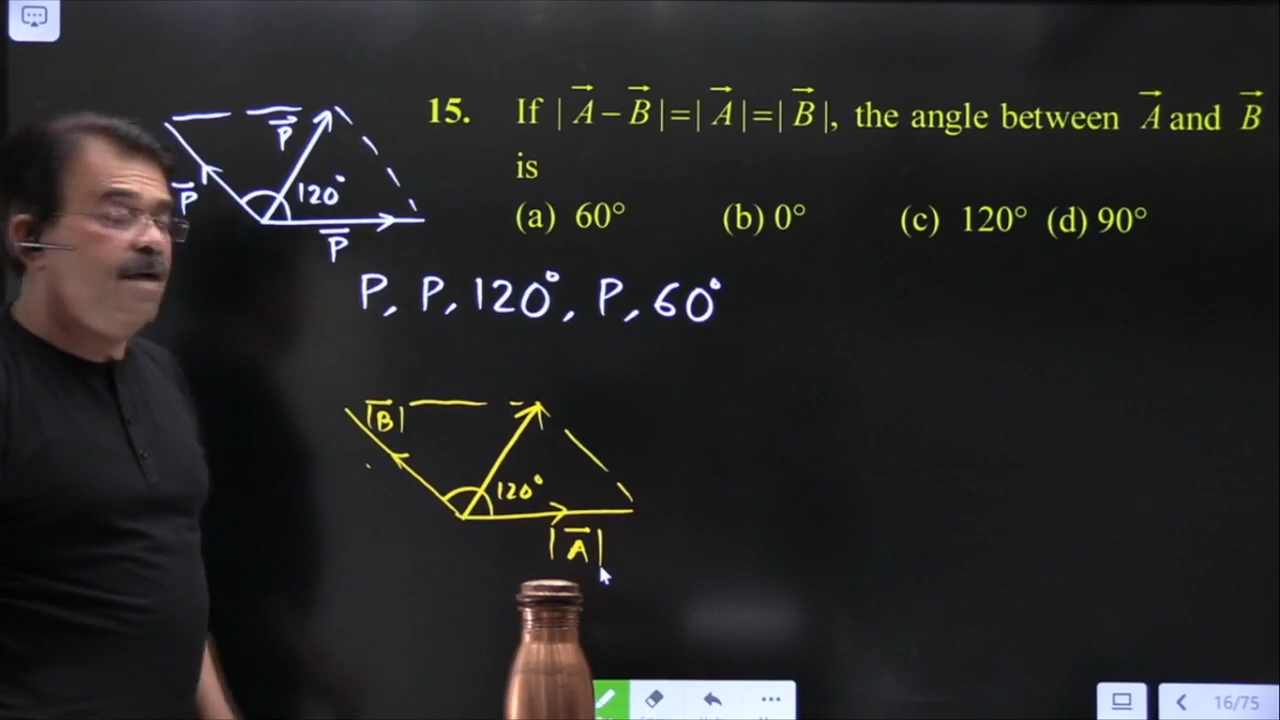 15. If | A⃗ − B⃗ | = | A⃗ | = | B⃗ |, the angle between A⃗ and B⃗
is
(a) 60° (b) 0° (c) 120° (d) 90°
P⃗
P⃗ 120°
P⃗
P, P, 120°, P, 60°
|B⃗|
120°
|A⃗|
16/75